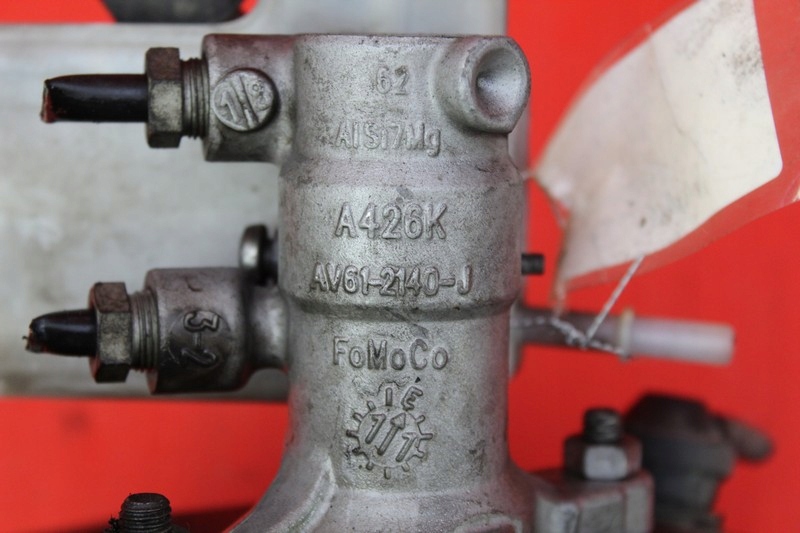 62
AlSi7Mg
A426K
AV61-2140-J
FoMoCo
3-2